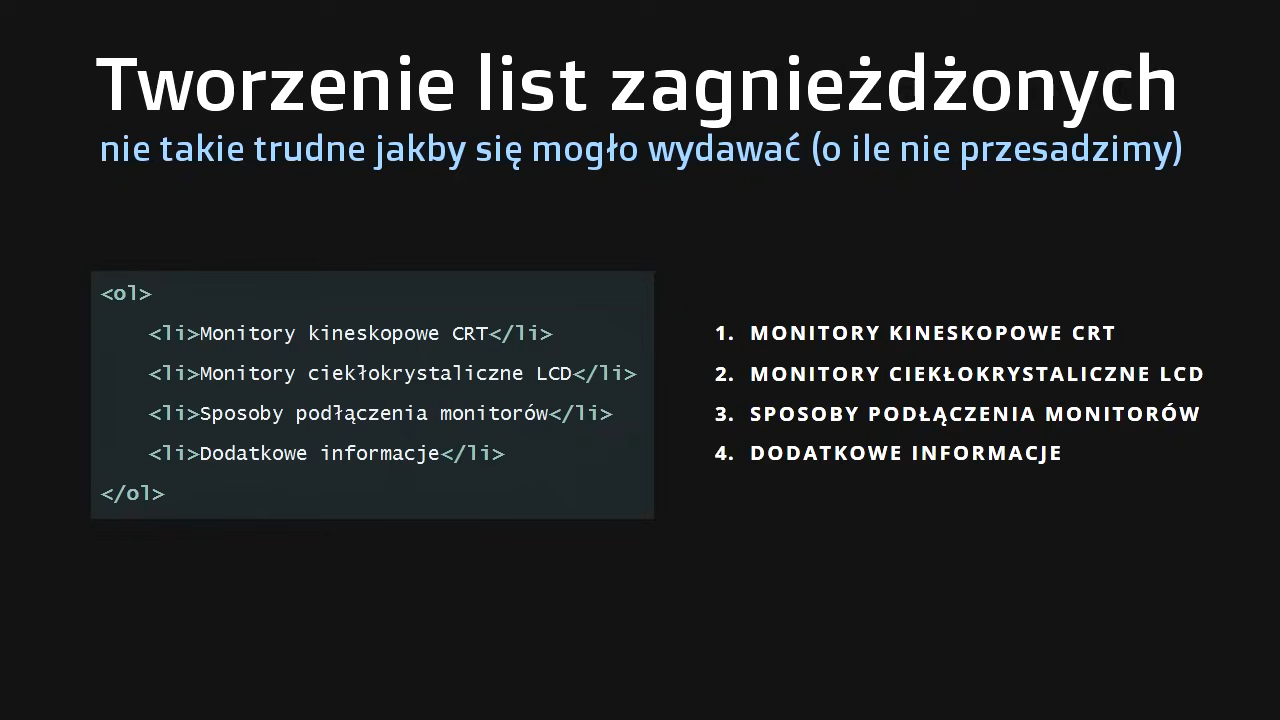 Tworzenie list zagnieżdżonych
nie takie trudne jakby się mogło wydawać (o ile nie przesadzimy)
<ol>
<li>Monitory kineskopowe CRT</li>
<li>Monitory ciekłokrystaliczne LCD</li>
<li>Sposoby podłączenia monitorów</li>
<li>Dodatkowe informacje</li>
</ol>
1. MONITORY KINESKOPOWE CRT
2. MONITORY CIEKŁOKRYSTALICZNE LCD
3. SPOSOBY PODŁĄCZENIA MONITORÓW
4. DODATKOWE INFORMACJE